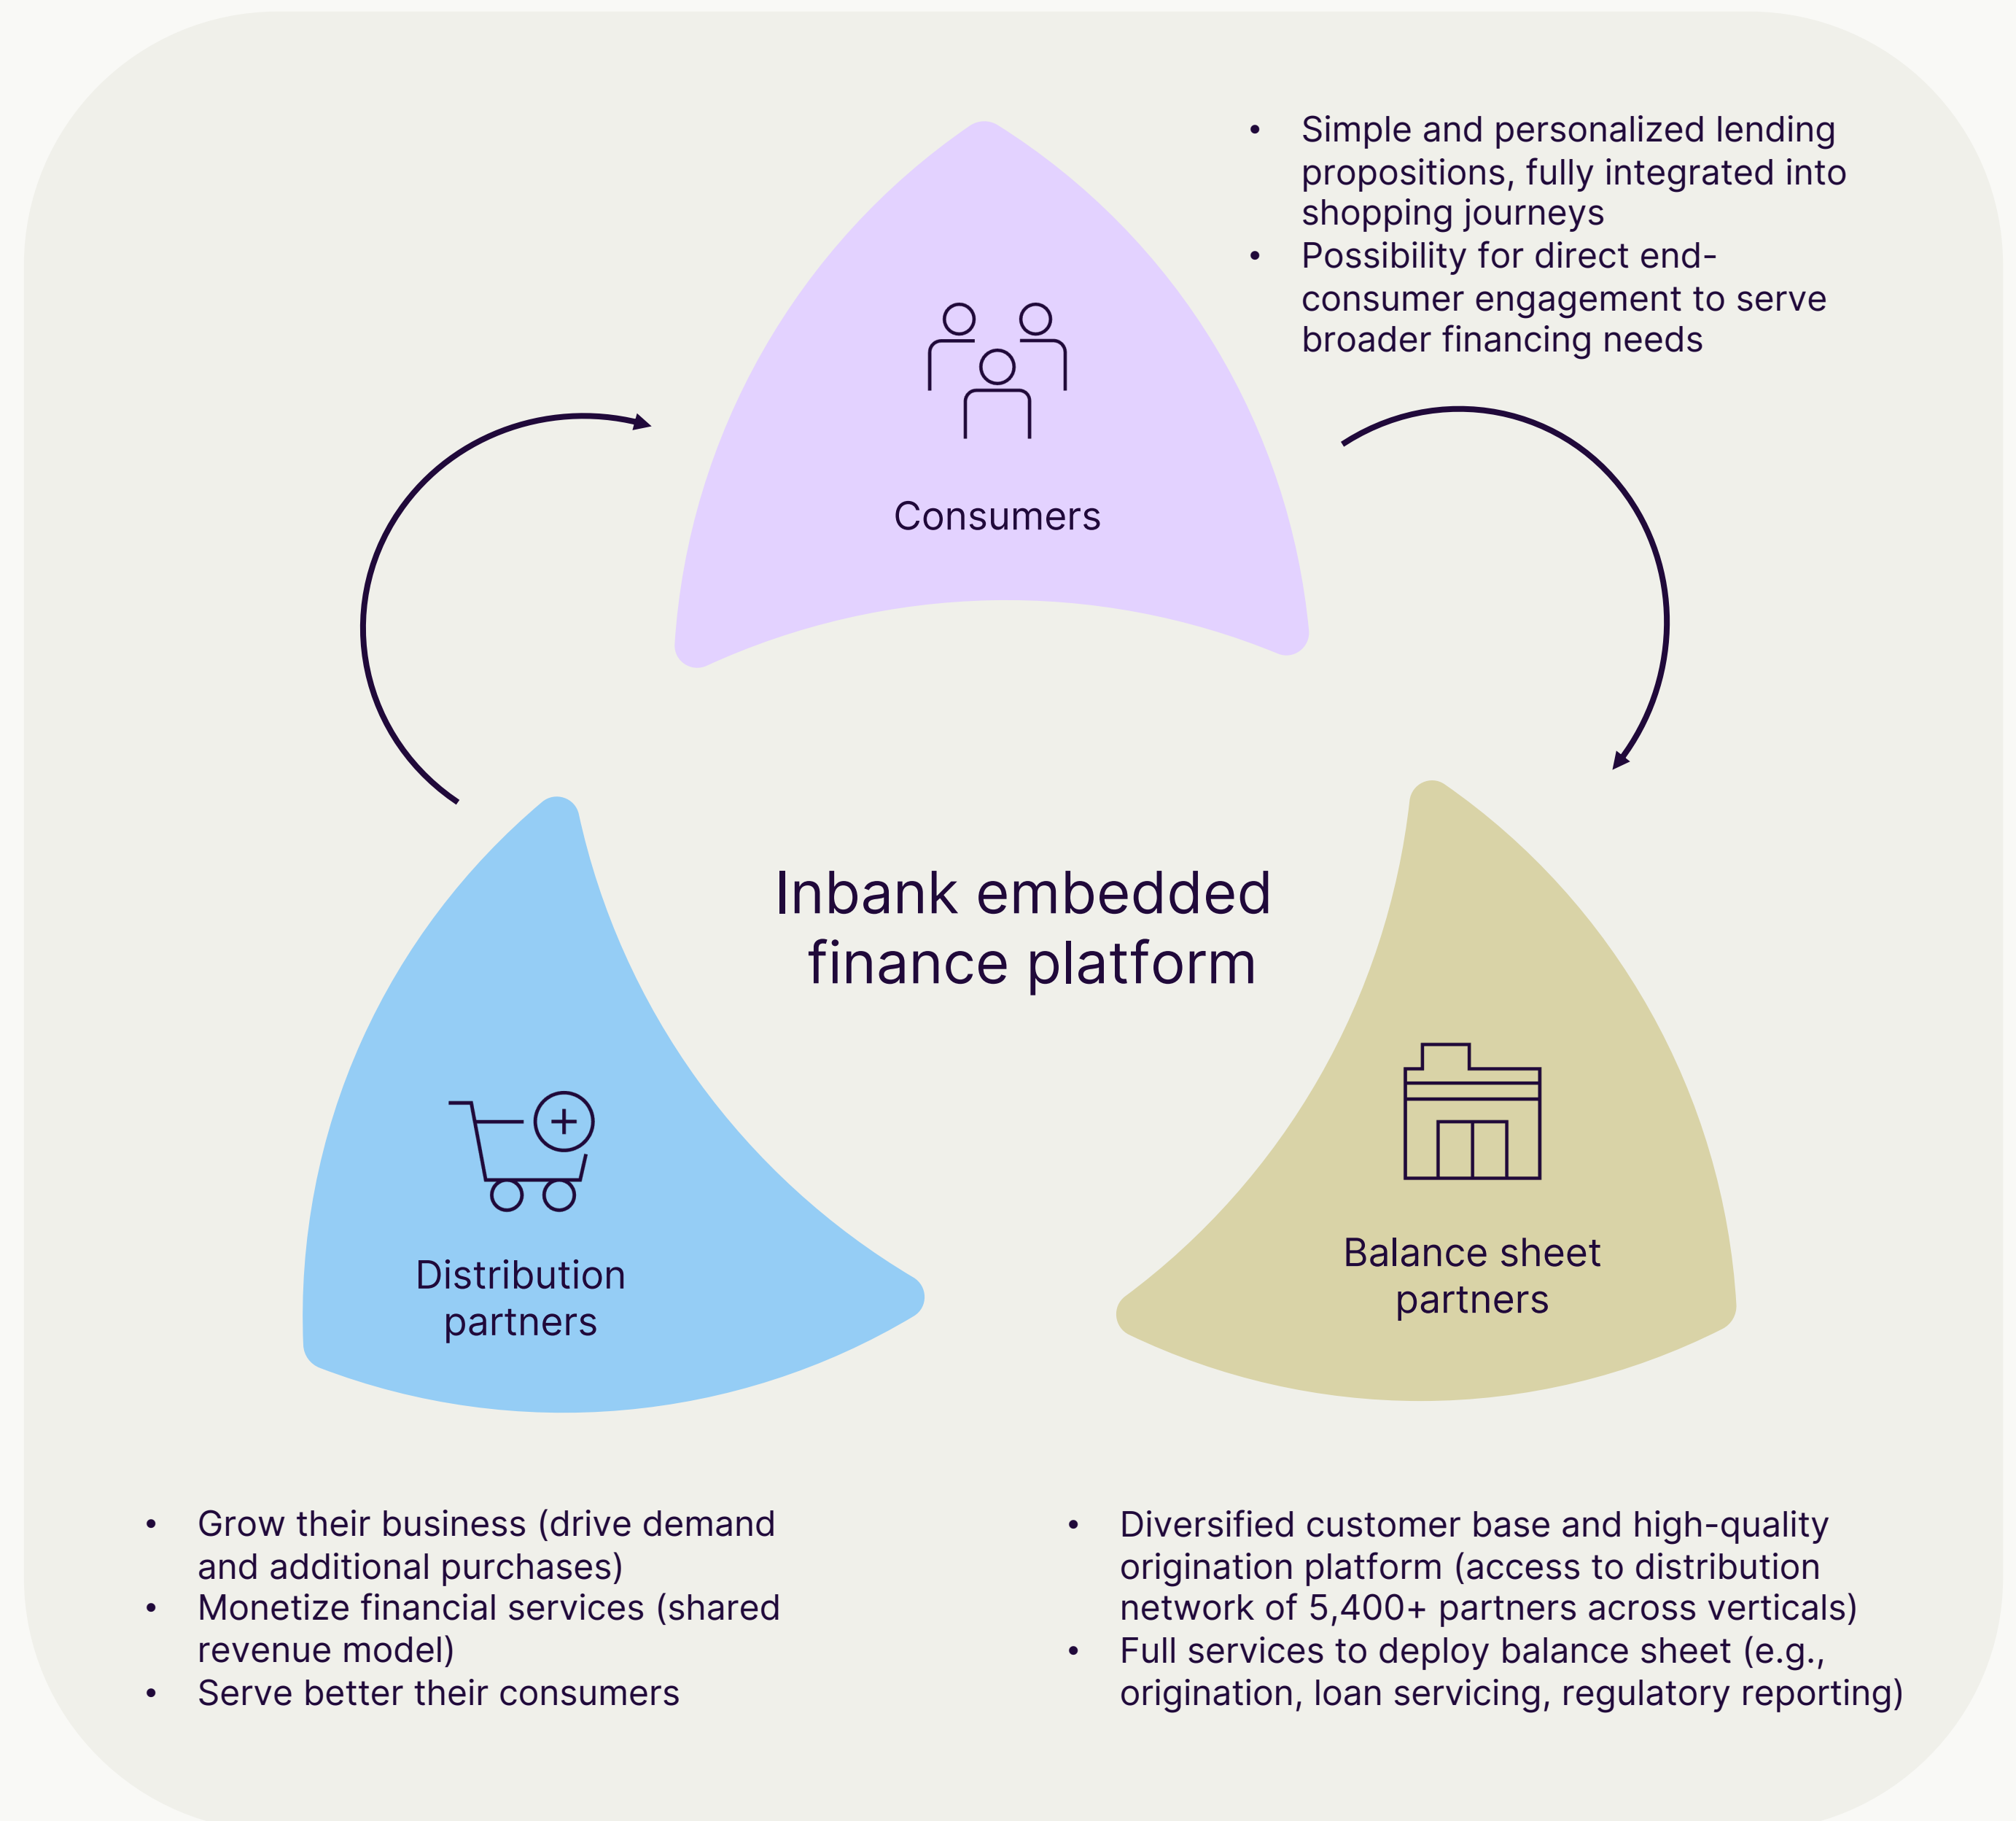 • Simple and personalized lending
propositions, fully integrated into
shopping journeys
• Possibility for direct end-
consumer engagement to serve
broader financing needs
Consumers
Inbank embedded
finance platform
Distribution
partners
Balance sheet
partners
• Grow their business (drive demand
and additional purchases)
• Monetize financial services (shared
revenue model)
• Serve better their consumers
• Diversified customer base and high-quality
origination platform (access to distribution
network of 5,400+ partners across verticals)
• Full services to deploy balance sheet (e.g.,
origination, loan servicing, regulatory reporting)